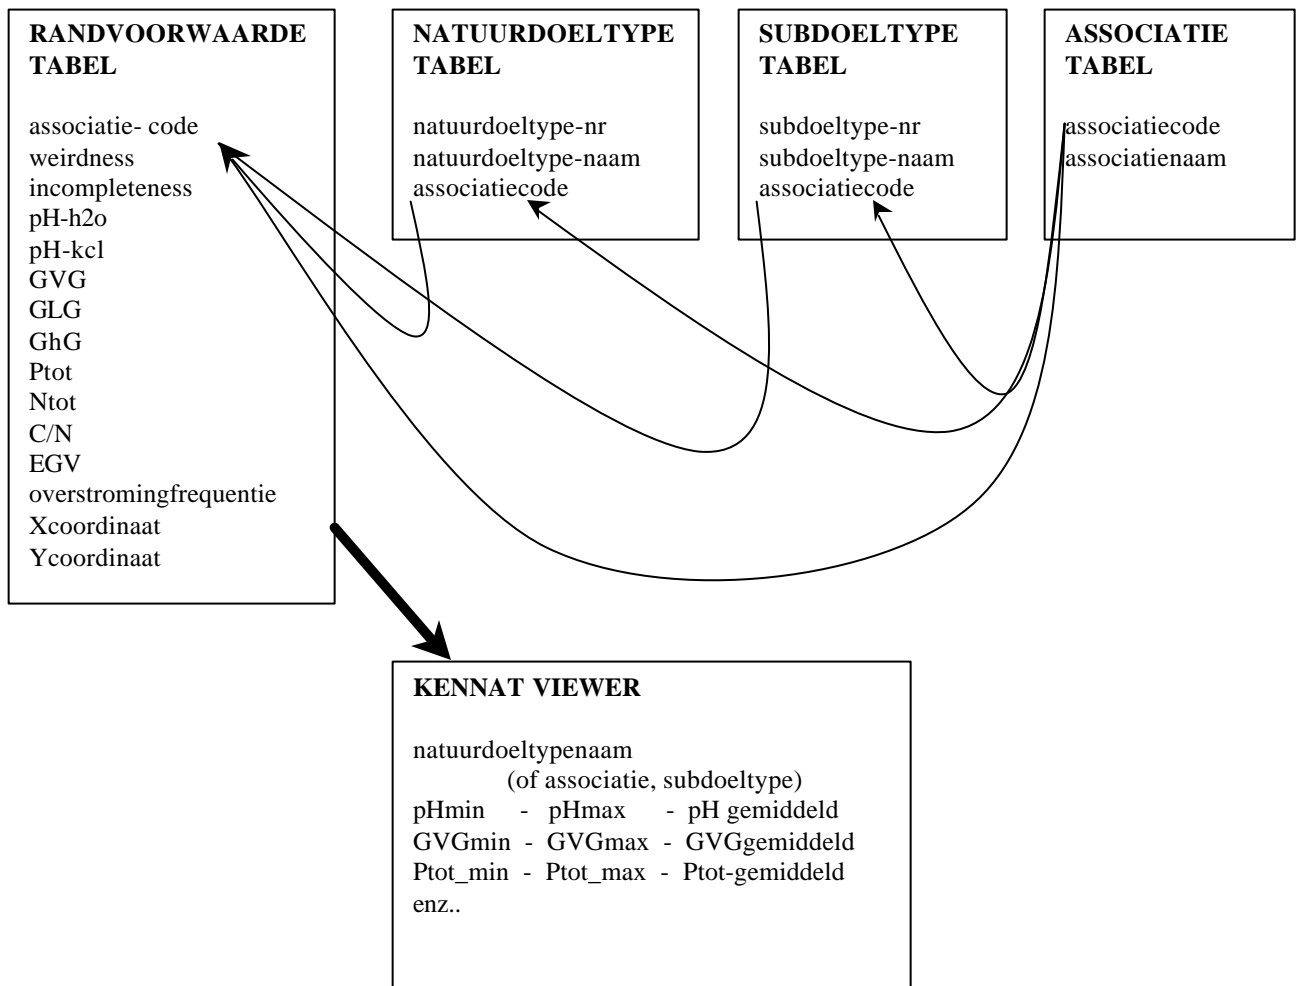 RANDVOORWAARDE
TABEL
associatie- code
weirdness
incompleteness
pH-h2o
pH-kcl
GVG
GLG
GhG
Ptot
Ntot
C/N
EGV
overstromingfrequentie
Xcoordinaat
Ycoordinaat
NATUURDOELTYPE
TABEL
natuurdoeltype-nr
natuurdoeltype-naam
associatiecode
SUBDOELTYPE
TABEL
subdoeltype-nr
subdoeltype-naam
associatiecode
ASSOCIATIE
TABEL
associatiecode
associatienaam
KENNAT VIEWER
natuurdoeltypenaam
(of associatie, subdoeltype)
pHmin - pHmax - pH gemiddeld
GVGmin - GVGmax - GVGgemiddeld
Ptot_min - Ptot_max - Ptot-gemiddeld
enz..